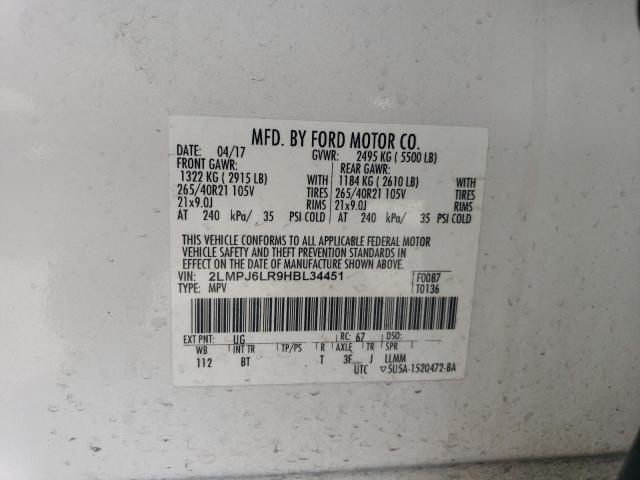 MFD. BY FORD MOTOR CO.
DATE: 04/17 GVWR: 2495 KG ( 5500 LB)
FRONT GAWR: REAR GAWR:
1322 KG ( 2915 LB) WITH 1184 KG ( 2610 LB) WITH
265/40R21 105V TIRES 265/40R21 105V TIRES
21x9.0J RIMS 21x9.0J RIMS
AT 240 kPa/ 35 PSI COLD AT 240 kPa/ 35 PSI COLD
THIS VEHICLE CONFORMS TO ALL APPLICABLE FEDERAL MOTOR
VEHICLE SAFETY AND THEFT PREVENTION STANDARDS IN
EFFECT ON THE DATE OF MANUFACTURE SHOWN ABOVE.
VIN: 2LMPJ6LR9HBL34451 F0087
TYPE: MPV T0136
EXT PNT: UG RC: 67 DSO:
WB INT TR TP/PS R AXLE TR SPR
112 BT T 3F J LLMM
UTC ▽5U5A-1520472-BA